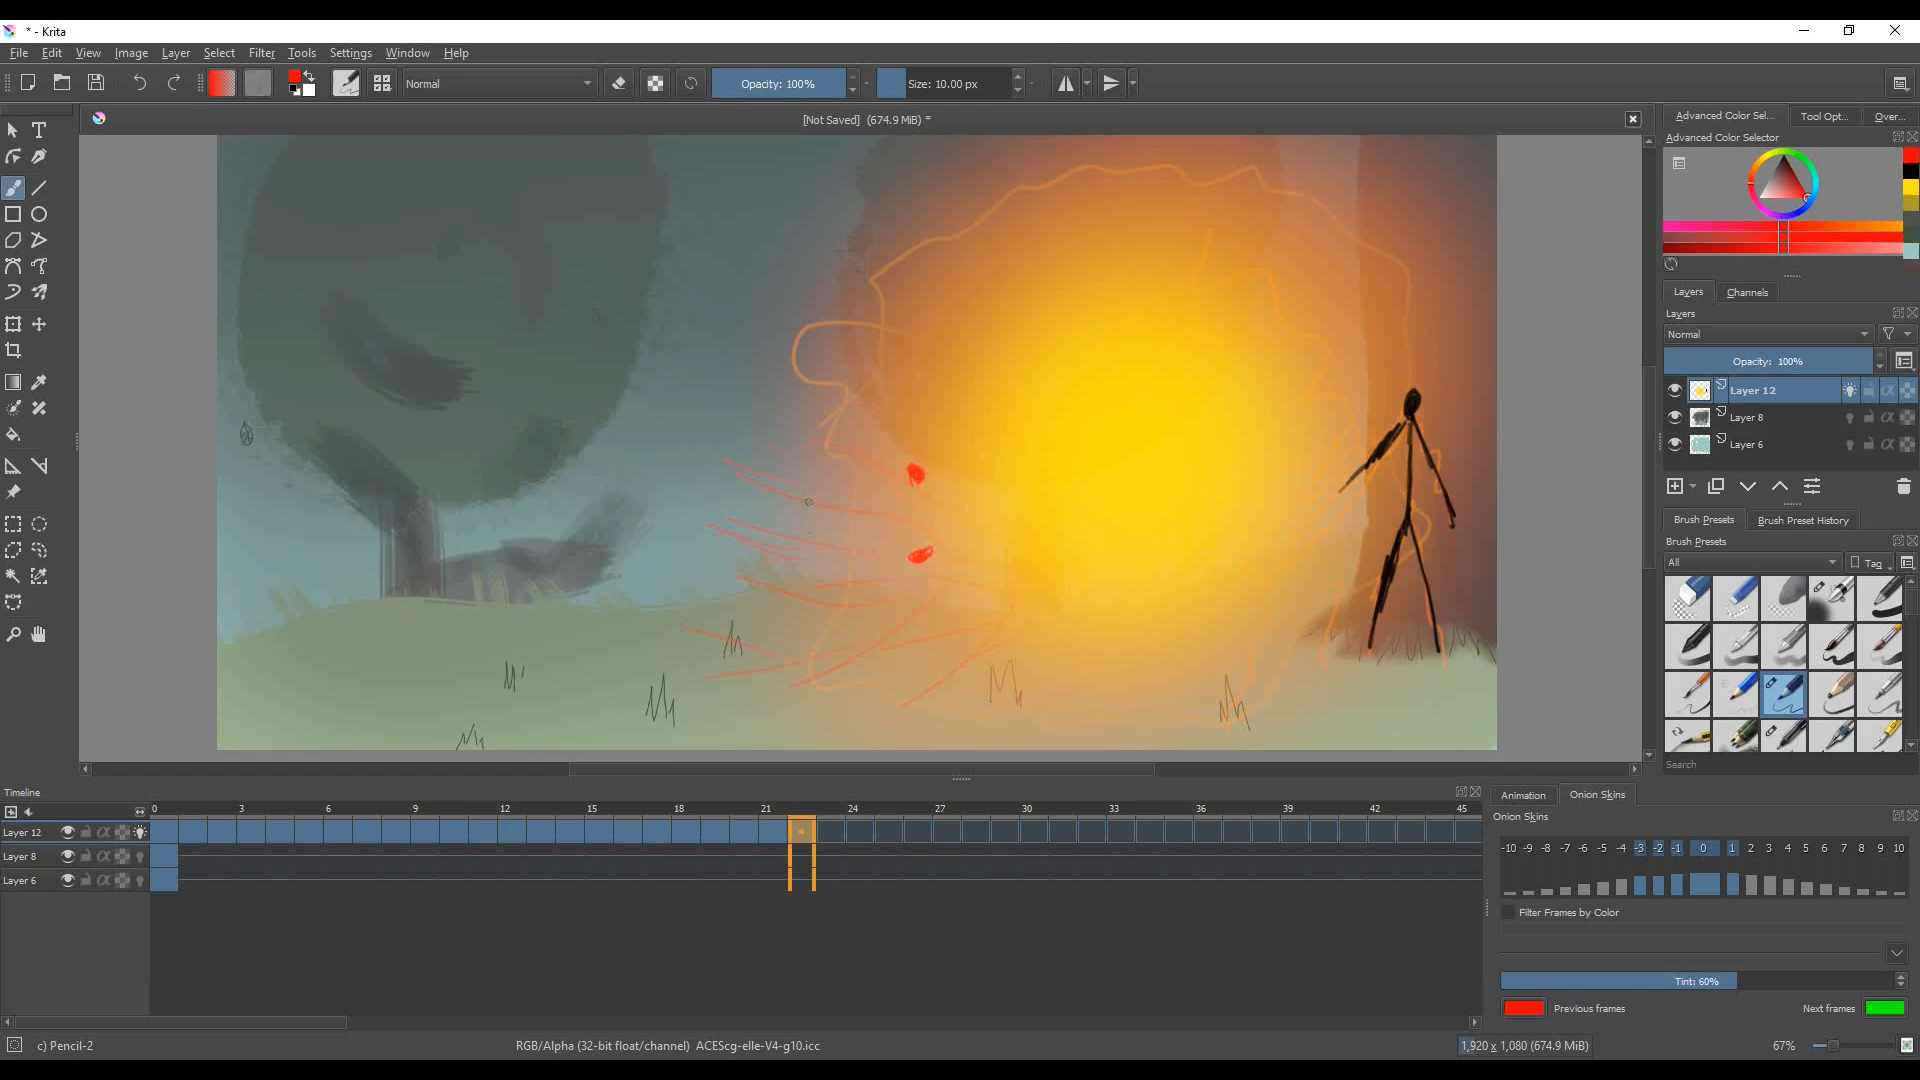 * - Krita
File Edit View Image Layer Select Filter Tools Settings Window Help
Normal Opacity: 100% Size: 10.00 px
[Not Saved] (674.9 MiB) *
Advanced Color Sel... Tool Opt... Over...
Advanced Color Selector
Layers Channels
Layers
Normal
Opacity: 100%
Layer 12
Layer 8
Layer 6
Brush Presets Brush Preset History
Brush Presets
All Tag
Search
Timeline
0 3 6 9 12 15 18 21 24 27 30 33 36 39 42 45
Layer 12
Layer 8
Layer 6
Animation Onion Skins
Onion Skins
-10 -9 -8 -7 -6 -5 -4 -3 -2 -1 0 1 2 3 4 5 6 7 8 9 10
Filter Frames by Color
Tint: 60%
Previous frames Next frames
c) Pencil-2 RGB/Alpha (32-bit float/channel) ACEScg-elle-V4-g10.icc 1,920 x 1,080 (674.9 MiB) 67%